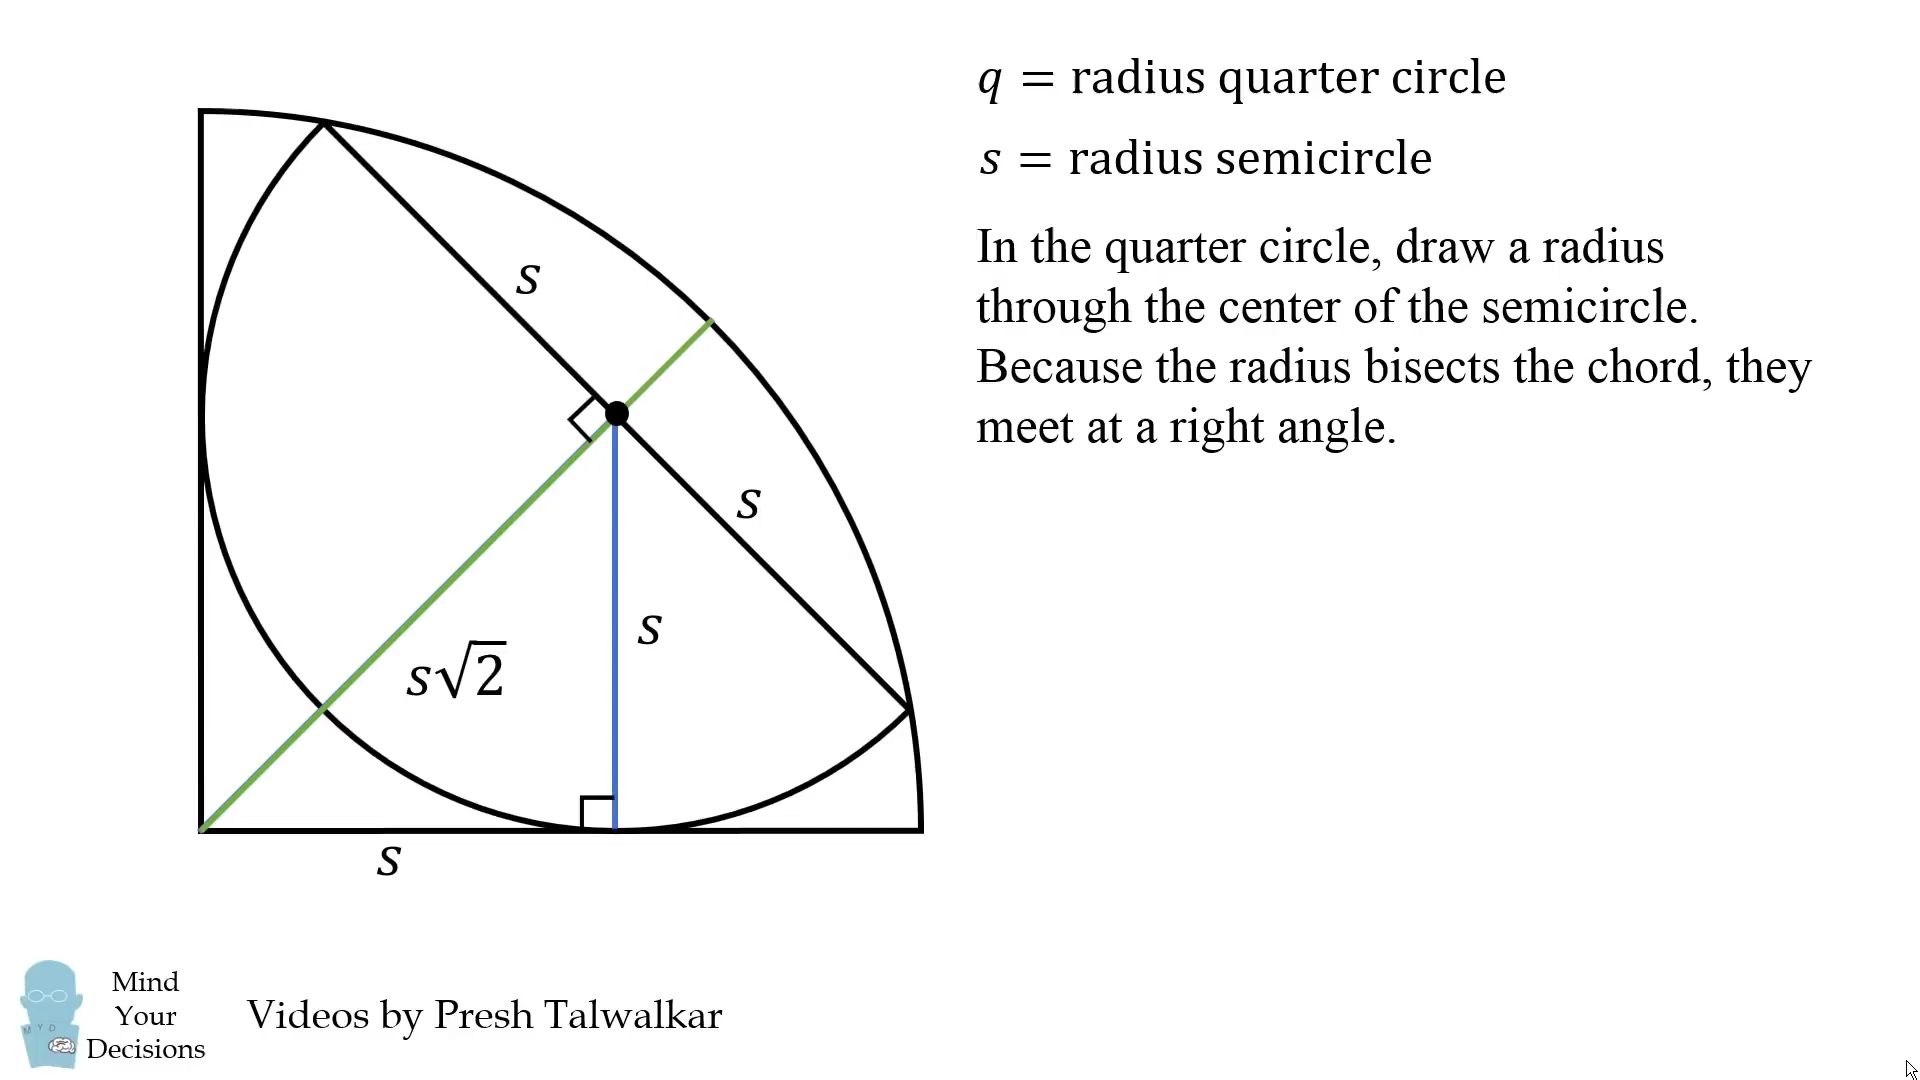 q = radius quarter circle
s = radius semicircle
In the quarter circle, draw a radius
through the center of the semicircle.
Because the radius bisects the chord, they
meet at a right angle.
s
s
s
s√2
s
Mind
Your
Decisions
M Y D
Videos by Presh Talwalkar